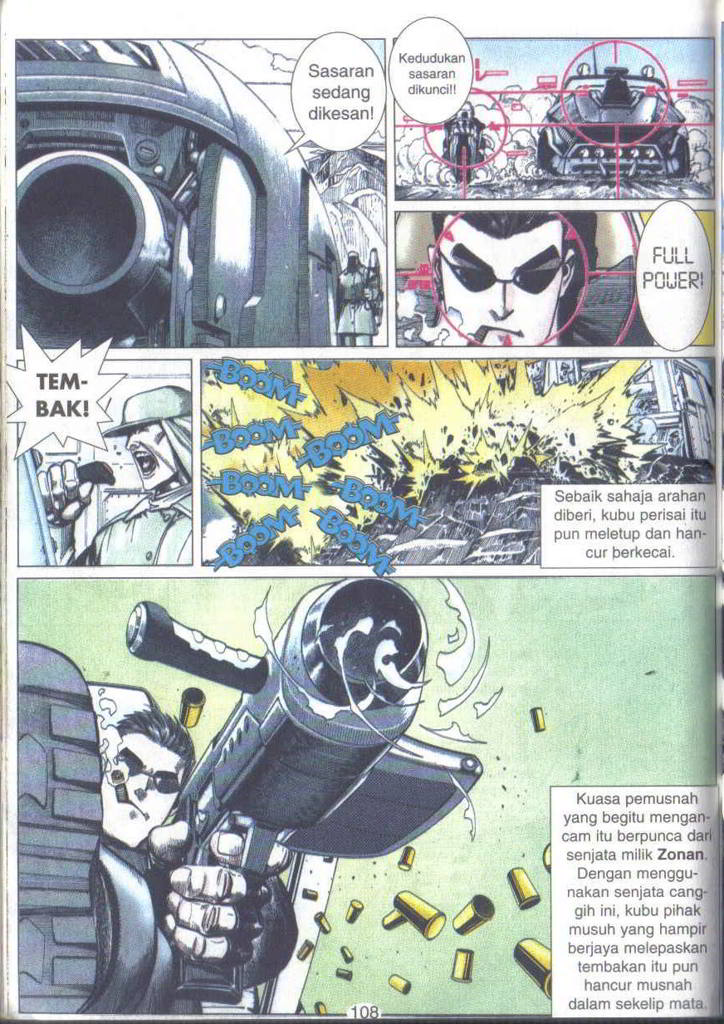 Sasaran
sedang
dikesan!
Kedudukan
sasaran
dikunci!!
FULL
POWER!
TEM-
BAK!
BOOM
BOOM
BOOM
BOOM
BOOM
BOOM
BOOM
Sebaik sahaja arahan
diberi, kubu perisai itu
pun meletup dan han-
cur berkecai.
Kuasa pemusnah
yang begitu mengan-
cam itu berpunca dari
senjata milik Zonan.
Dengan menggu-
nakan senjata cang-
gih ini, kubu pihak
musuh yang hampir
berjaya melepaskan
tembakan itu pun
hancur musnah
dalam sekelip mata.
108